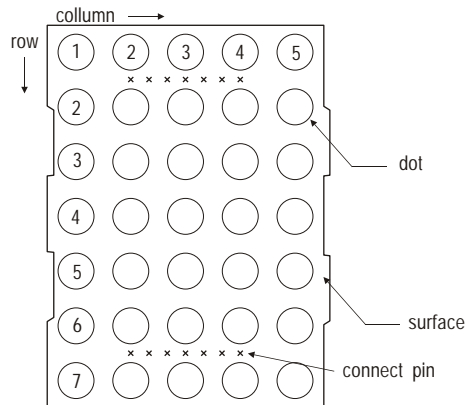 collumn
row
1 2 3 4 5
2
dot
3
4
5
6
surface
connect pin
7